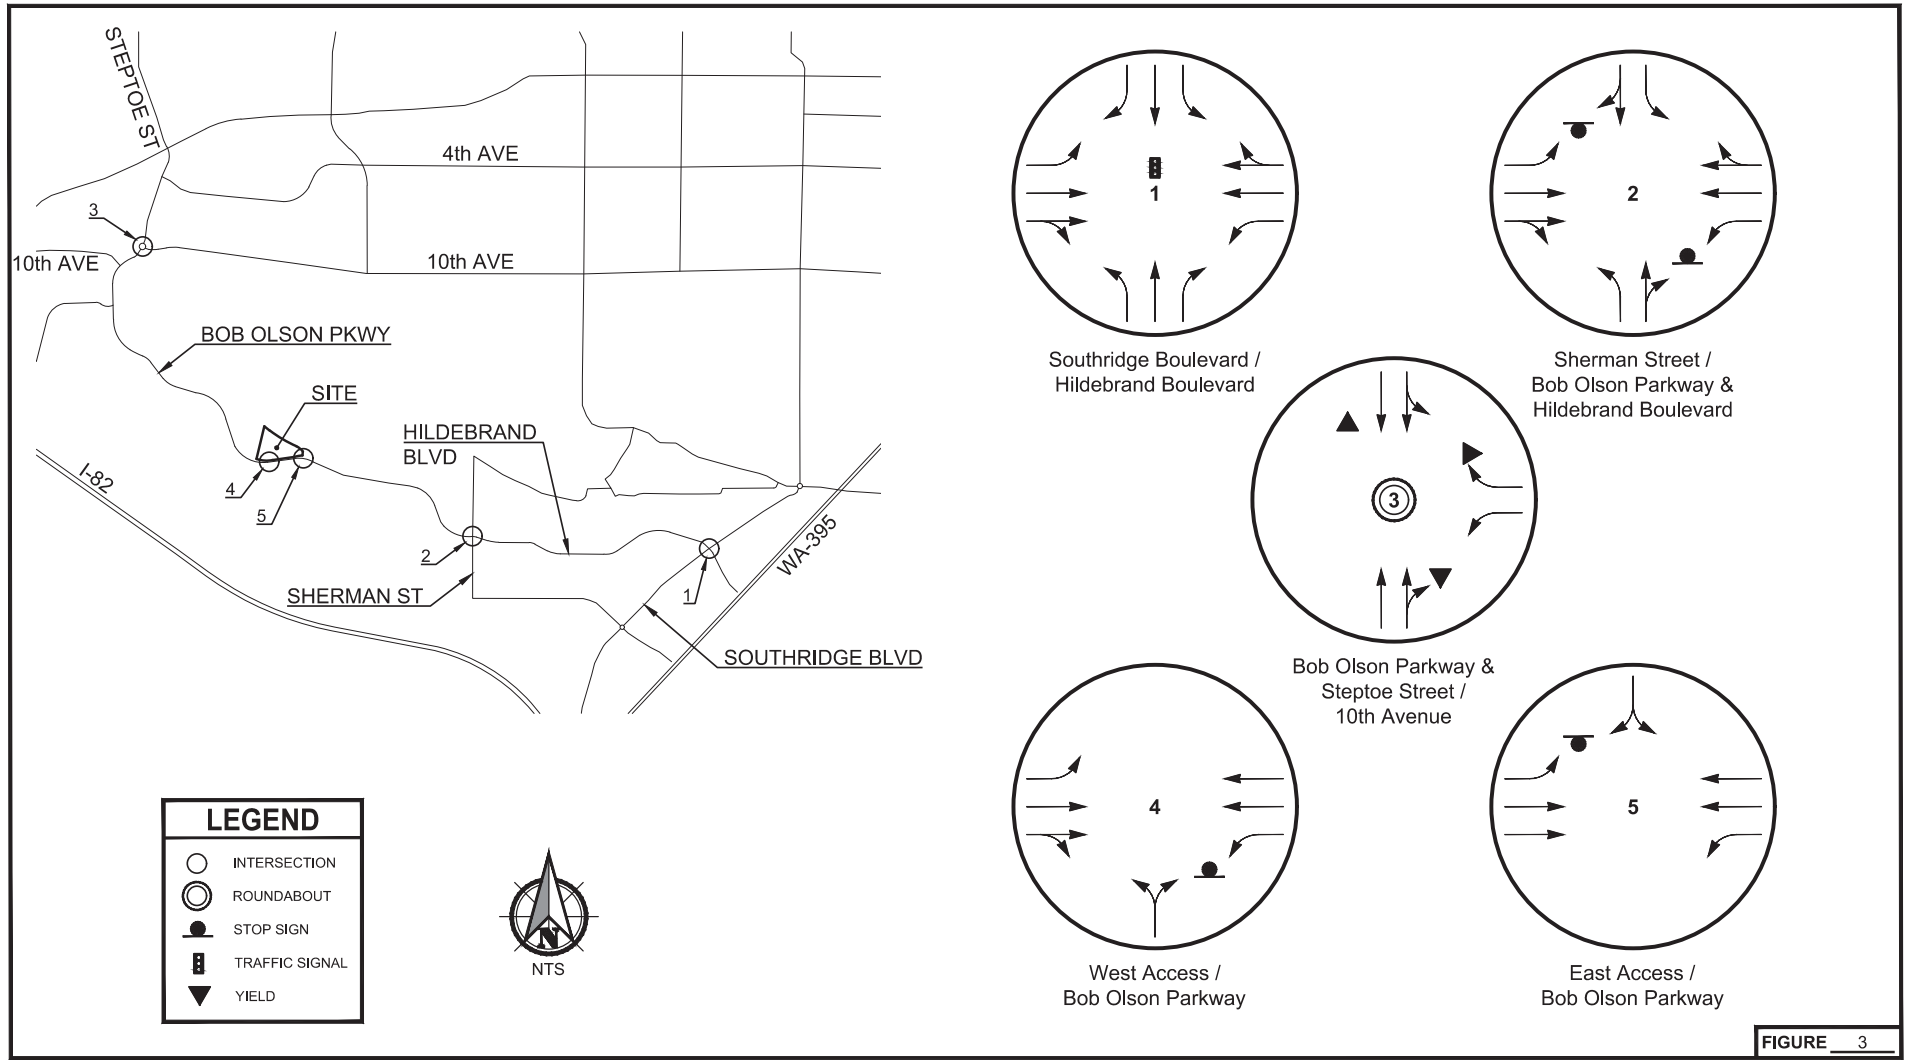 STEPTOE ST
4th AVE
3
10th AVE
10th AVE
BOB OLSON PKWY
SITE
HILDEBRAND
BLVD
I-82
4
5
2
WA-395
SHERMAN ST
1
SOUTHRIDGE BLVD
LEGEND
INTERSECTION
ROUNDABOUT
STOP SIGN
TRAFFIC SIGNAL
YIELD
N
NTS
1
Southridge Boulevard /
Hildebrand Boulevard
2
Sherman Street /
Bob Olson Parkway &
Hildebrand Boulevard
3
Bob Olson Parkway &
Steptoe Street /
10th Avenue
4
West Access /
Bob Olson Parkway
5
East Access /
Bob Olson Parkway
FIGURE 3